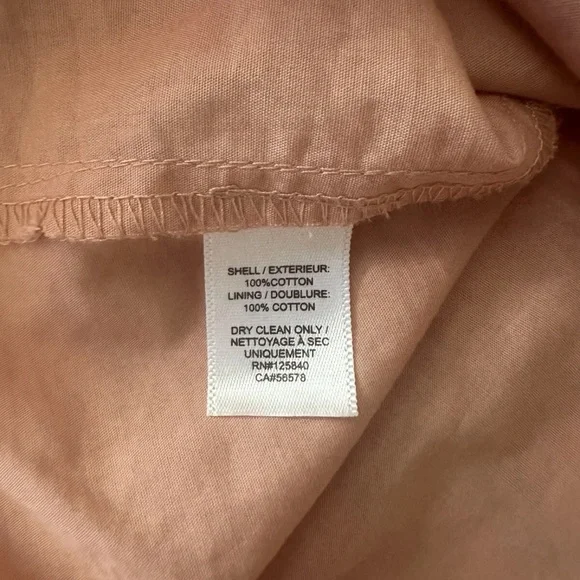 SHELL / EXTERIEUR:
100%COTTON
LINING / DOUBLURE:
100% COTTON
DRY CLEAN ONLY /
NETTOYAGE À SEC
UNIQUEMENT
RN#125840
CA#56578